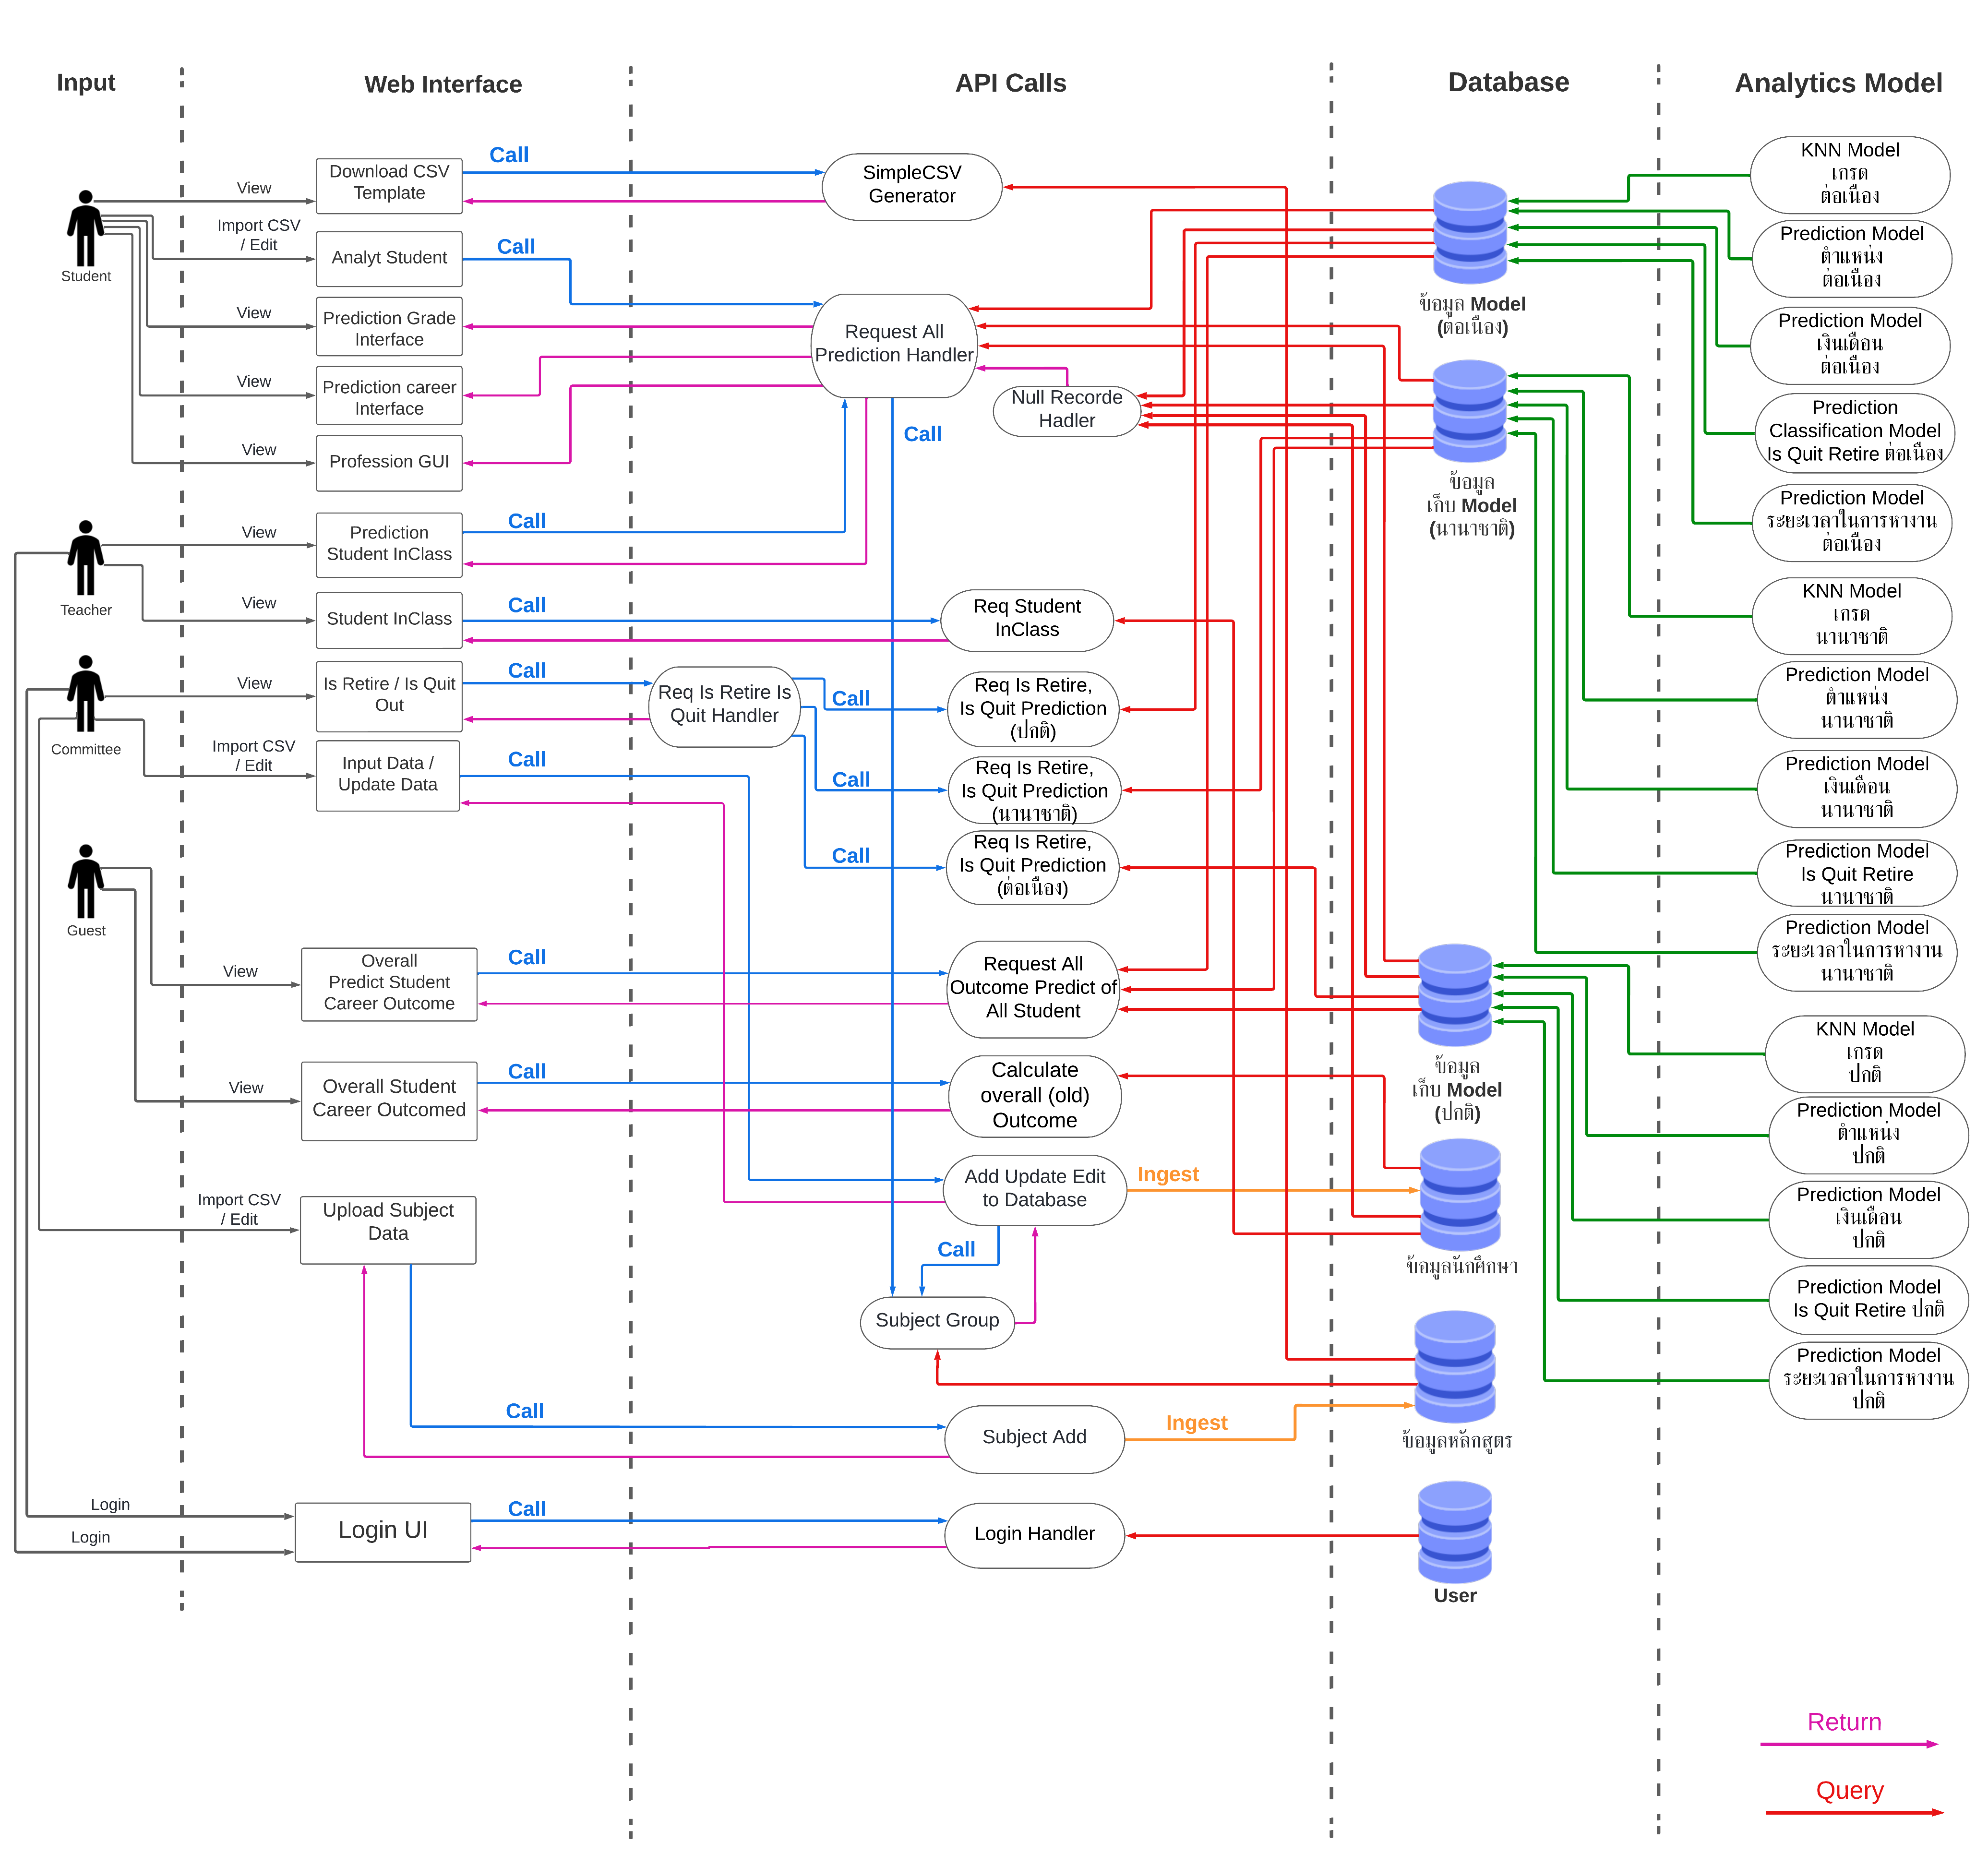 Input
Web Interface
API Calls
Database
Analytics Model
Student
Teacher
Committee
Guest
View
Import CSV
/ Edit
View
View
View
View
View
View
Import CSV
/ Edit
View
View
Import CSV
/ Edit
Login
Login
Download CSV
Template
Analyt Student
Prediction Grade
Interface
Prediction career
Interface
Profession GUI
Prediction
Student InClass
Student InClass
Is Retire / Is Quit
Out
Input Data /
Update Data
Overall
Predict Student
Career Outcome
Overall Student
Career Outcomed
Upload Subject
Data
Login UI
Call
Call
Call
Call
Call
Call
Call
Call
Call
Call
SimpleCSV
Generator
Request All
Prediction Handler
Null Recorde
Hadler
Call
Req Student
InClass
Req Is Retire Is
Quit Handler
Call
Call
Call
Req Is Retire,
Is Quit Prediction
(ปกติ)
Req Is Retire,
Is Quit Prediction
(นานาชาติ)
Req Is Retire,
Is Quit Prediction
(ต่อเนื่อง)
Request All
Outcome Predict of
All Student
Calculate
overall (old)
Outcome
Add Update Edit
to Database
Ingest
Call
Subject Group
Subject Add
Ingest
Login Handler
ข้อมูล Model
(ต่อเนื่อง)
ข้อมูล
เก็บ Model
(นานาชาติ)
ข้อมูล
เก็บ Model
(ปกติ)
ข้อมูลนักศึกษา
ข้อมูลหลักสูตร
User
KNN Model
เกรด
ต่อเนื่อง
Prediction Model
ตำแหน่ง
ต่อเนื่อง
Prediction Model
เงินเดือน
ต่อเนื่อง
Prediction
Classification Model
Is Quit Retire ต่อเนื่อง
Prediction Model
ระยะเวลาในการหางาน
ต่อเนื่อง
KNN Model
เกรด
นานาชาติ
Prediction Model
ตำแหน่ง
นานาชาติ
Prediction Model
เงินเดือน
นานาชาติ
Prediction Model
Is Quit Retire
นานาชาติ
Prediction Model
ระยะเวลาในการหางาน
นานาชาติ
KNN Model
เกรด
ปกติ
Prediction Model
ตำแหน่ง
ปกติ
Prediction Model
เงินเดือน
ปกติ
Prediction Model
Is Quit Retire ปกติ
Prediction Model
ระยะเวลาในการหางาน
ปกติ
Return
Query